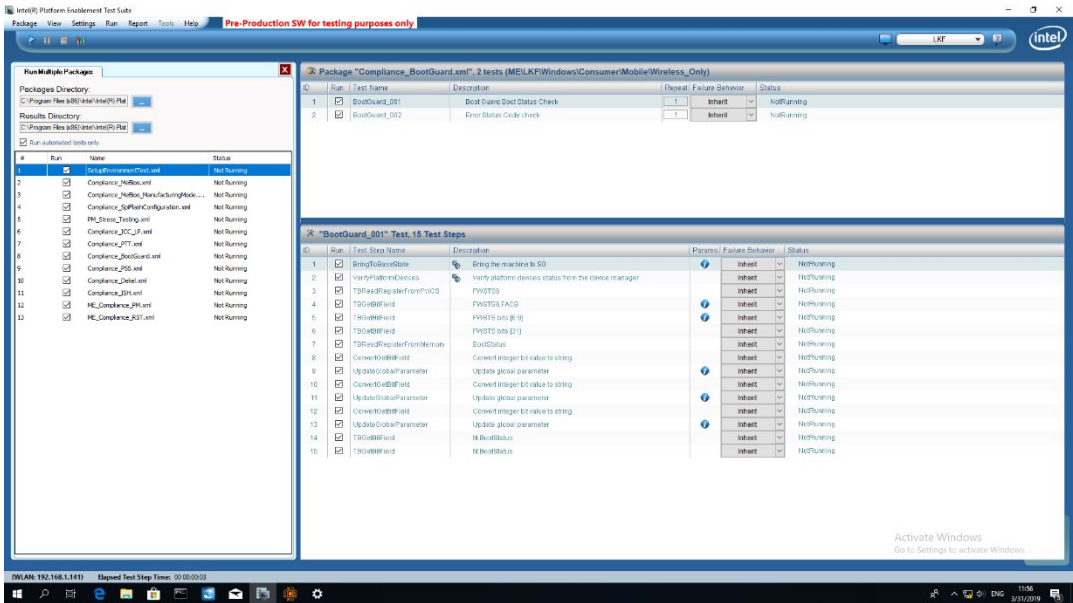 Intel(R) Platform Enablement Test Suite
Package View Settings Run Report Tools Help
Pre-Production SW for testing purposes only
LKF
intel
Run Multiple Packages
Packages Directory:
C:\Program Files (x86)\Intel\Intel(R) Plat ...
Results Directory:
C:\Program Files (x86)\Intel\Intel(R) Plat ...
Run automated tests only
# Run Name Status
1 SetupEnvironmentTest.xml Not Running
2 Compliance_MeBios.xml Not Running
3 Compliance_MeBios_ManufacturingMode.... Not Running
4 Compliance_SpiFlashConfiguration.xml Not Running
5 PM_Stress_Testing.xml Not Running
6 Compliance_ICC_LP.xml Not Running
7 Compliance_PTT.xml Not Running
8 Compliance_BootGuard.xml Not Running
9 Compliance_PSS.xml Not Running
10 Compliance_Dekel.xml Not Running
11 Compliance_ISH.xml Not Running
12 ME_Compliance_PM.xml Not Running
13 ME_Compliance_RST.xml Not Running
Package "Compliance_BootGuard.xml", 2 tests (ME\LKF\Windows\Consumer\Mobile\Wireless_Only)
ID Run Test Name Description Repeat Failure Behavior Status
1 BootGuard_001 Boot Guard Boot Status Check 1 Inherit NotRunning
2 BootGuard_002 Error Status Code check 1 Inherit NotRunning
"BootGuard_001" Test, 15 Test Steps
ID Run Test Step Name Description Params Failure Behavior Status
1 BringToBaseState Bring the machine to S0 Inherit NotRunning
2 VerifyPlatformDevices Verify platform devices status from the device manager Inherit NotRunning
3 TBReadRegisterFromPciCS FWSTS6 Inherit NotRunning
4 TBGetBitField FWSTS6.FACB Inherit NotRunning
5 TBGetBitField FWSTS bits [6:9] Inherit NotRunning
6 TBGetBitField FWSTS bits [31] Inherit NotRunning
7 TBReadRegisterFromMemory BootStatus Inherit NotRunning
8 ConvertGetBitField Convert integer bit value to string Inherit NotRunning
9 UpdateGlobalParameter Update global parameter Inherit NotRunning
10 ConvertGetBitField Convert integer bit value to string Inherit NotRunning
11 UpdateGlobalParameter Update global parameter Inherit NotRunning
12 ConvertGetBitField Convert integer bit value to string Inherit NotRunning
13 UpdateGlobalParameter Update global parameter Inherit NotRunning
14 TBGetBitField M.BootStatus Inherit NotRunning
15 TBGetBitField M.BootStatus Inherit NotRunning
Activate Windows
Go to Settings to activate Windows.
(WLAN: 192.168.1.141) Elapsed Test Step Time: 00:00:00:03
ENG
11:56
3/31/2019